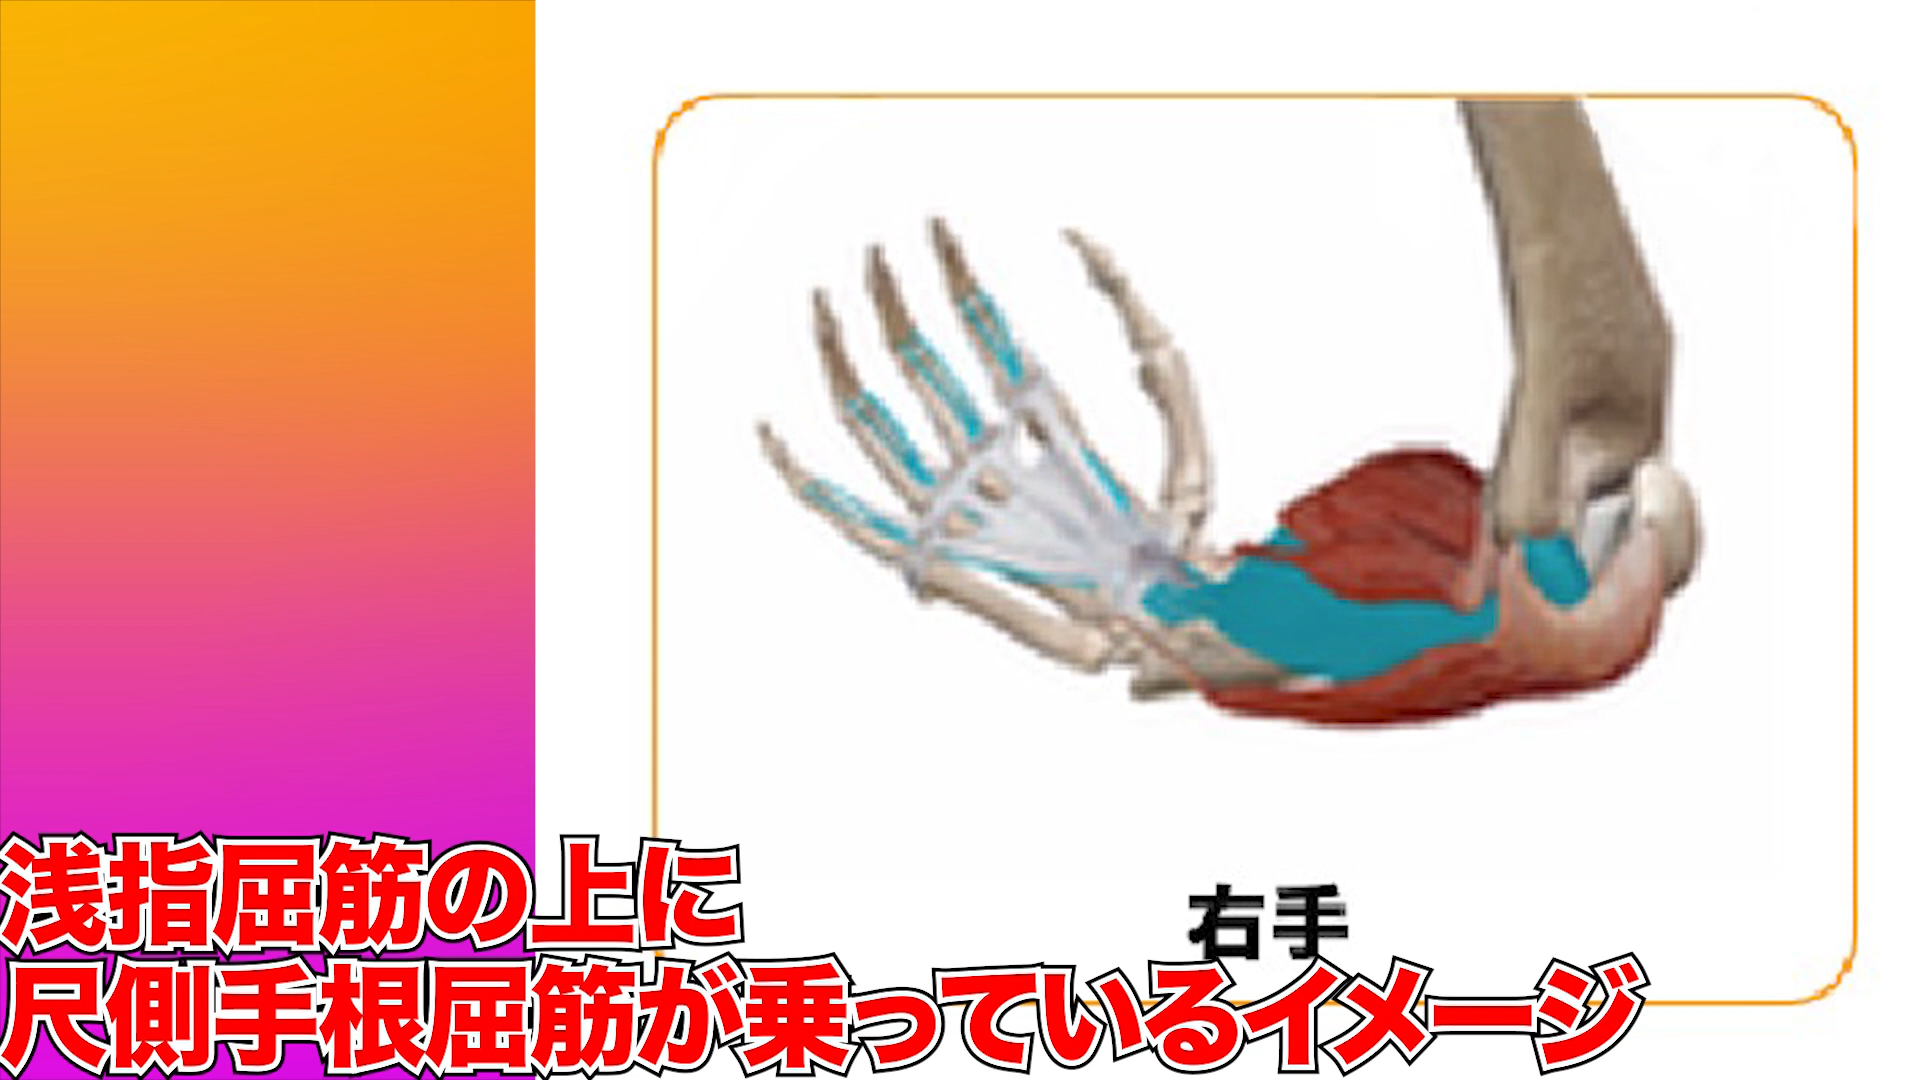 右手
浅指屈筋の上に
尺側手根屈筋が乗っているイメージ